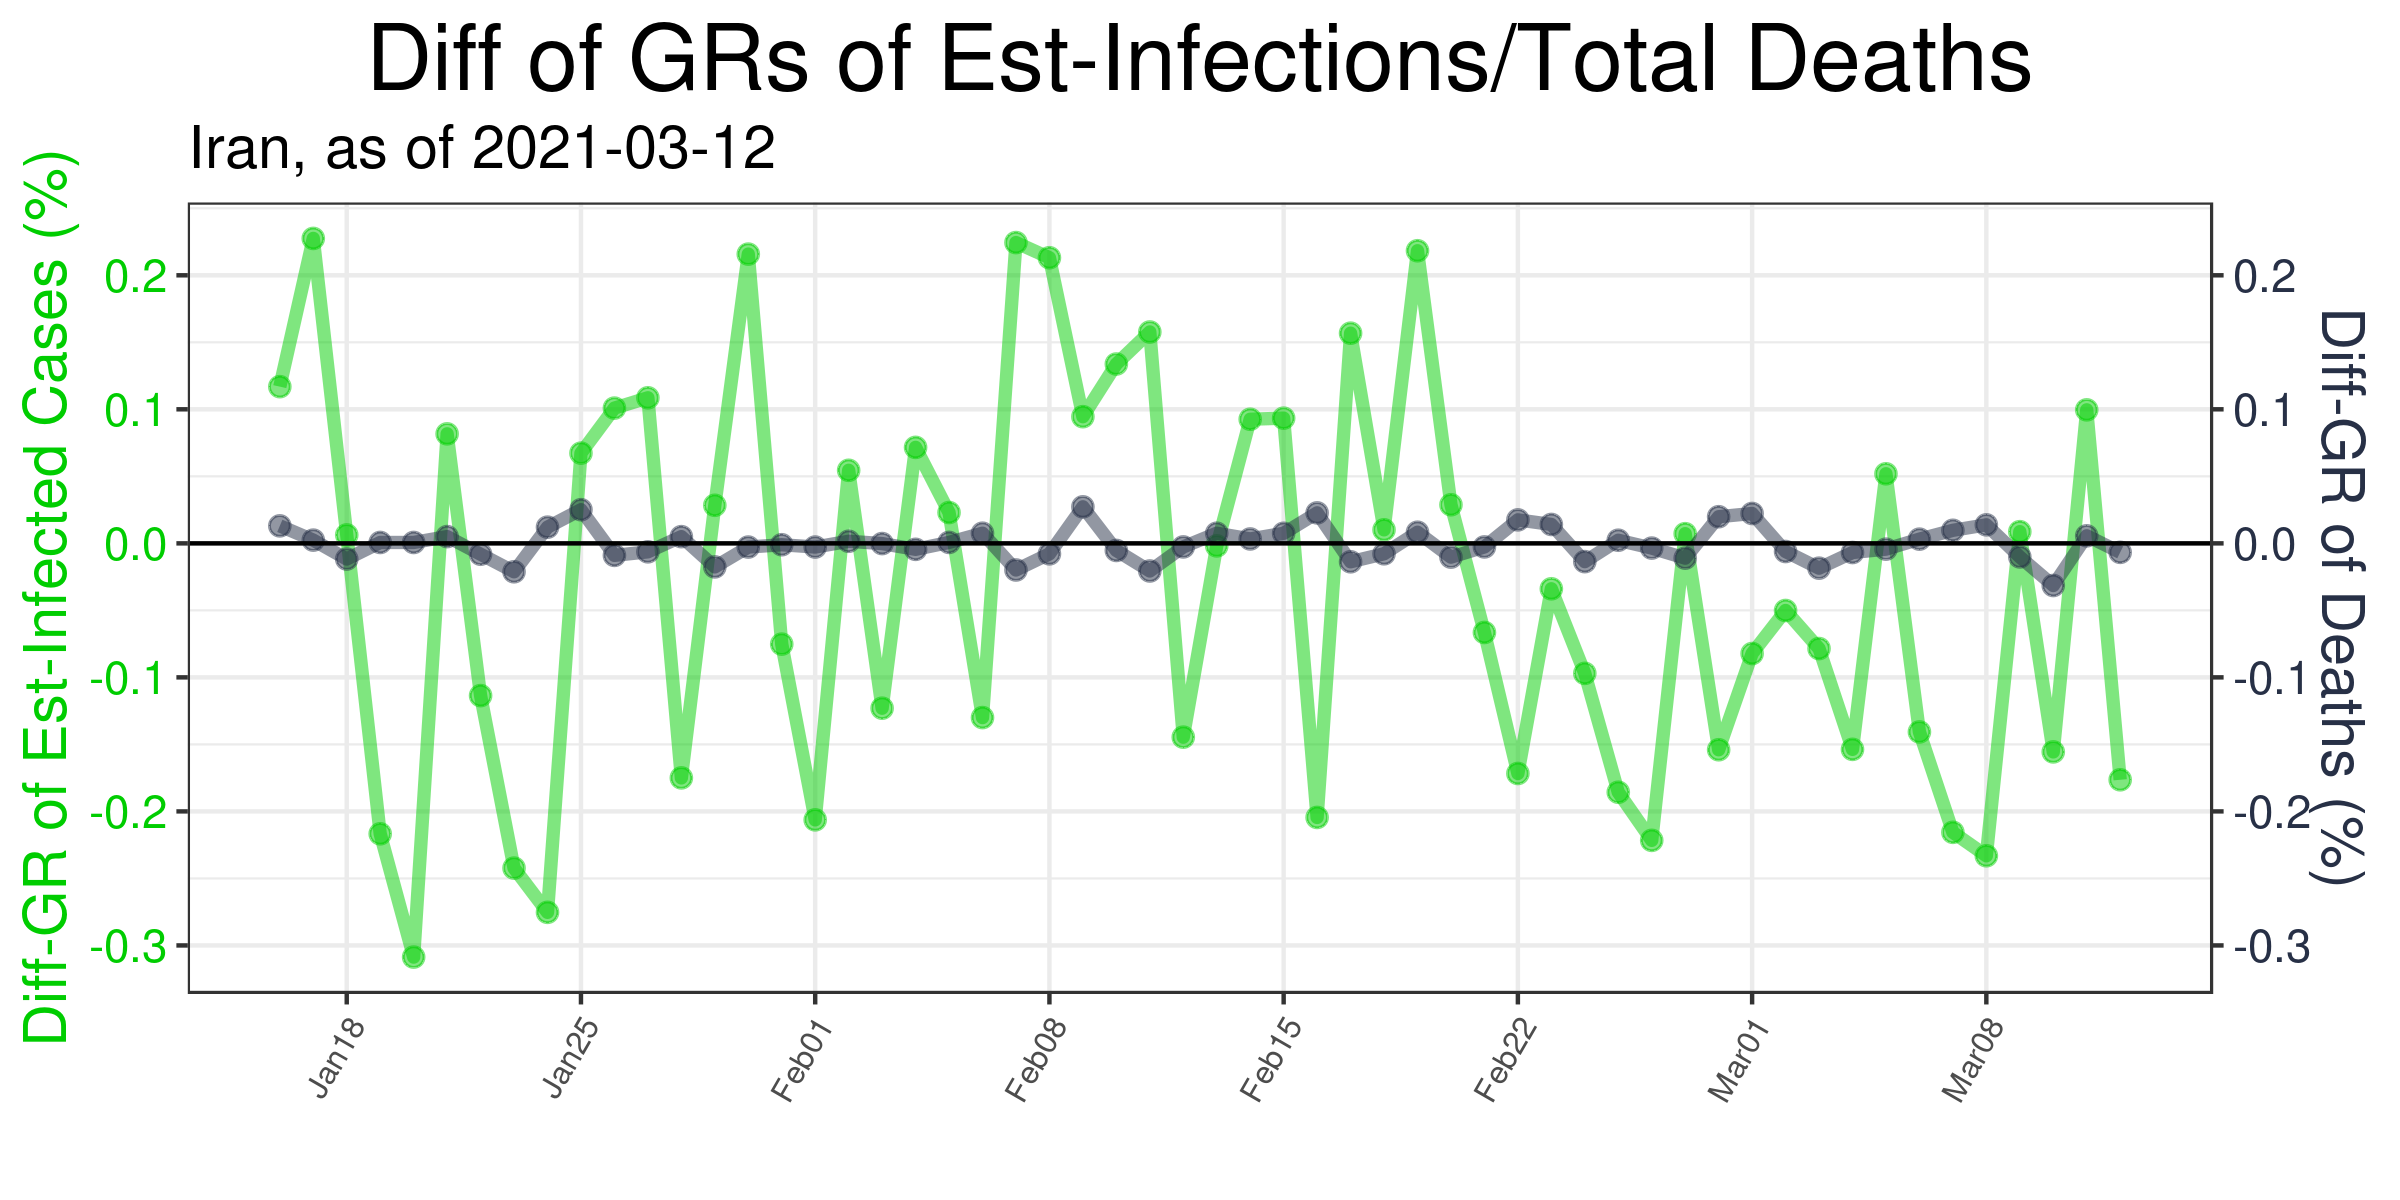 Diff of GRs of Est-Infections/Total Deaths
Iran, as of 2021-03-12
Diff-GR of Est-Infected Cases (%)
0.2
0.1
0.0
-0.1
-0.2
-0.3
0.2
0.1
0.0
-0.1
-0.2
-0.3
Diff-GR of Deaths (%)
Jan18
Jan25
Feb01
Feb08
Feb15
Feb22
Mar01
Mar08